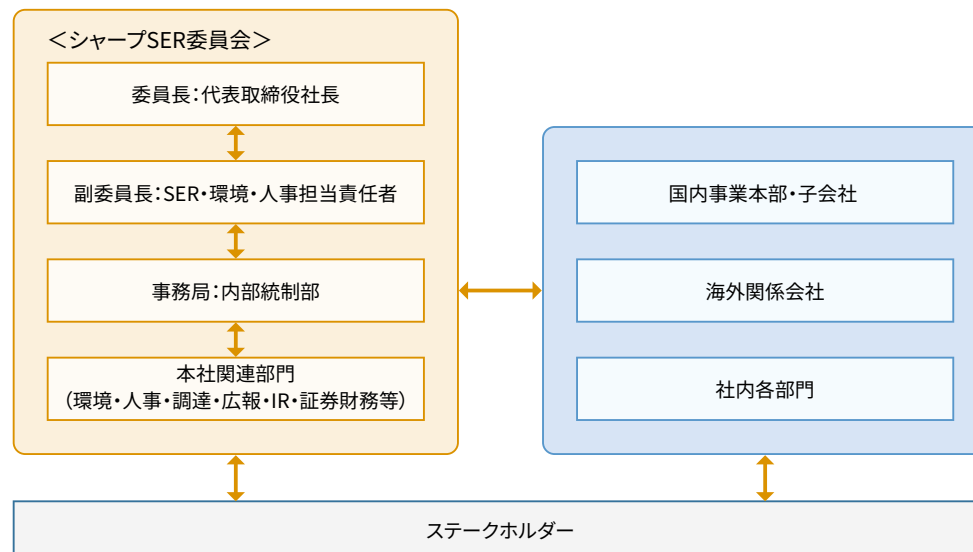 ＜シャープSER委員会＞
委員長：代表取締役社長
副委員長：SER・環境・人事担当責任者
事務局：内部統制部
本社関連部門
（環境・人事・調達・広報・IR・証券財務等）
国内事業本部・子会社
海外関係会社
社内各部門
ステークホルダー